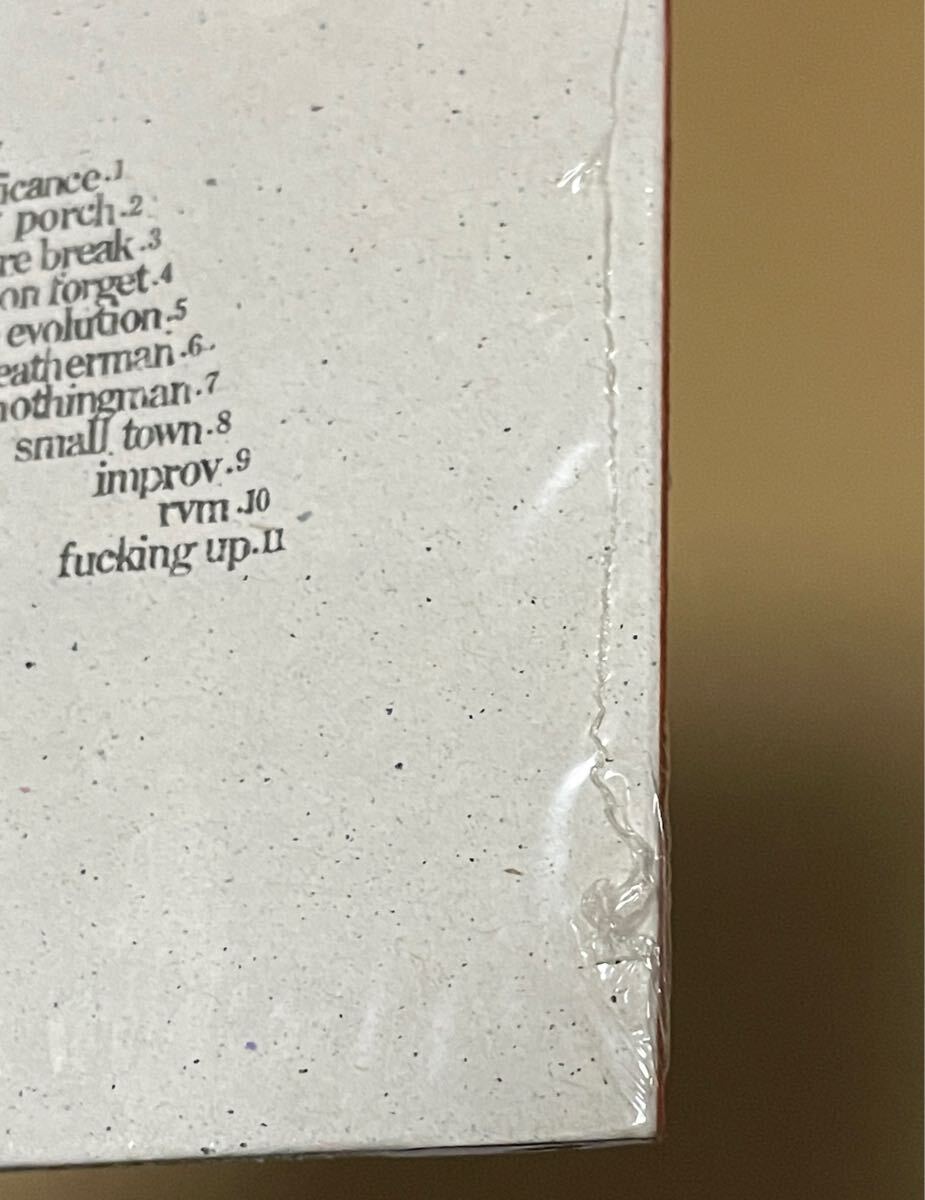 icance.1
porch.2
re break.3
on forget.4
evolution.5
eatherman.6
nothingman.7
small town.8
improv.9
rvm.10
fucking up.11